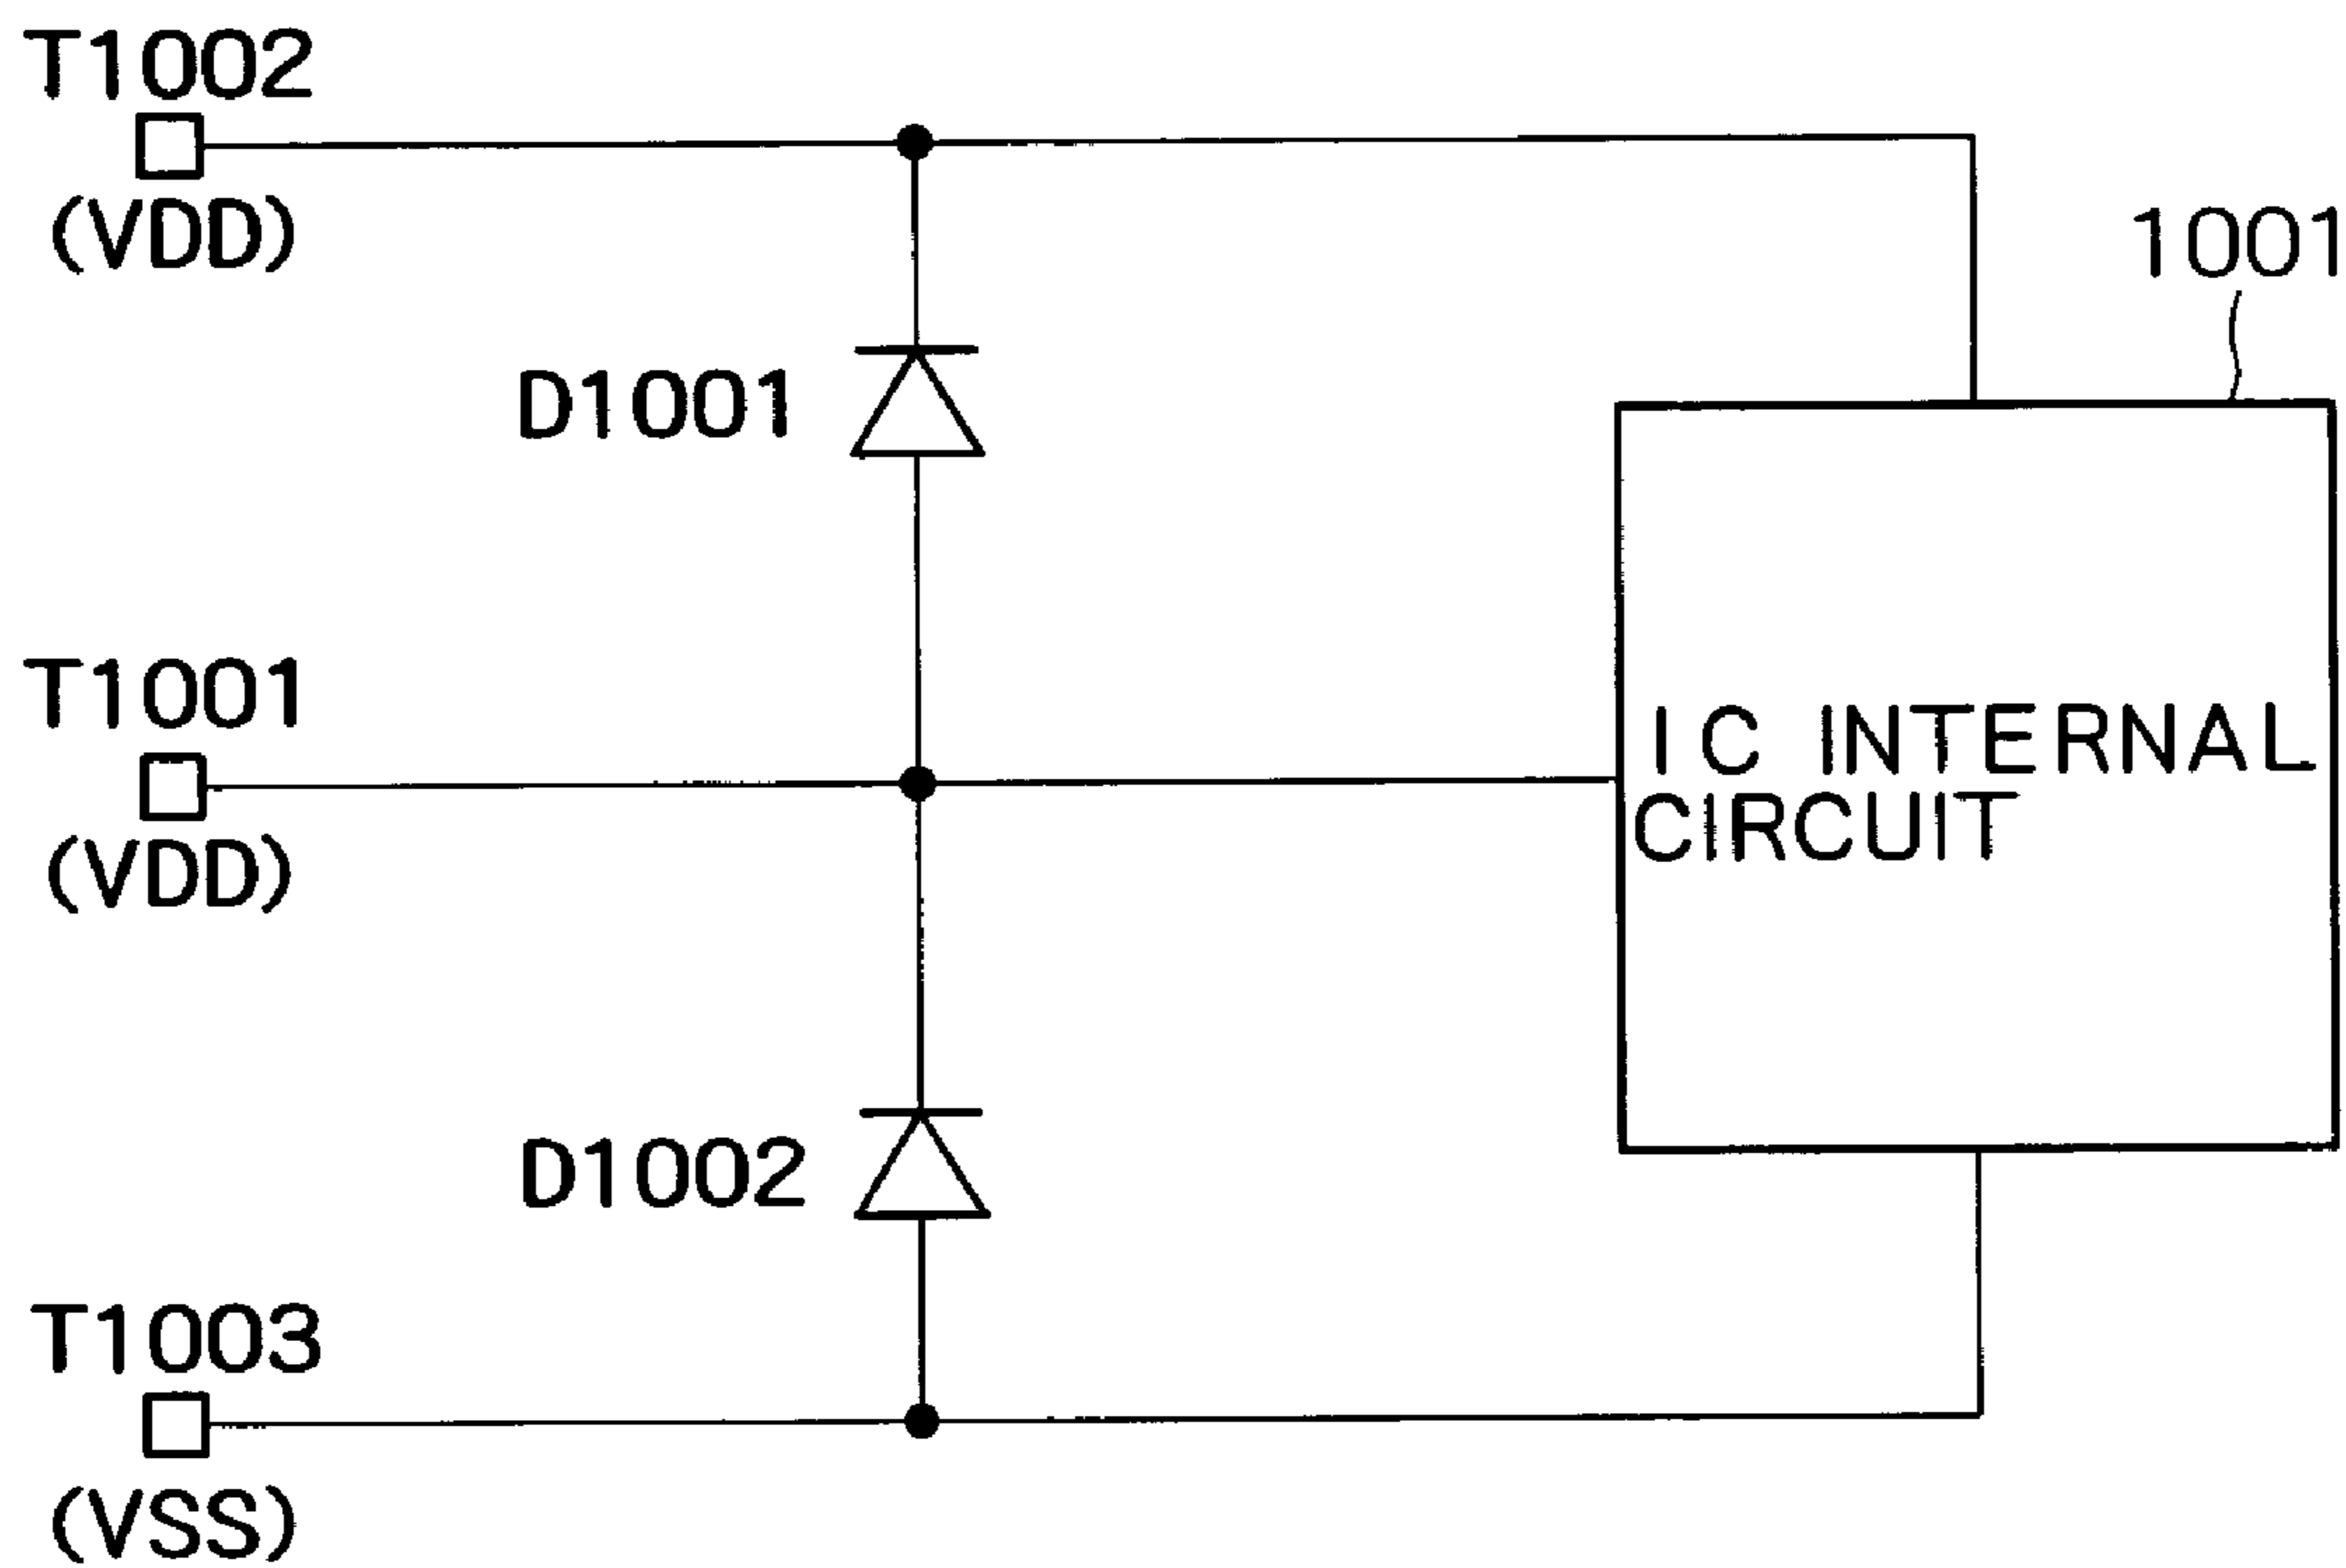 T1002
(VDD)
1001
D1001
T1001
(VDD)
IC INTERNAL
CIRCUIT
D1002
T1003
(VSS)